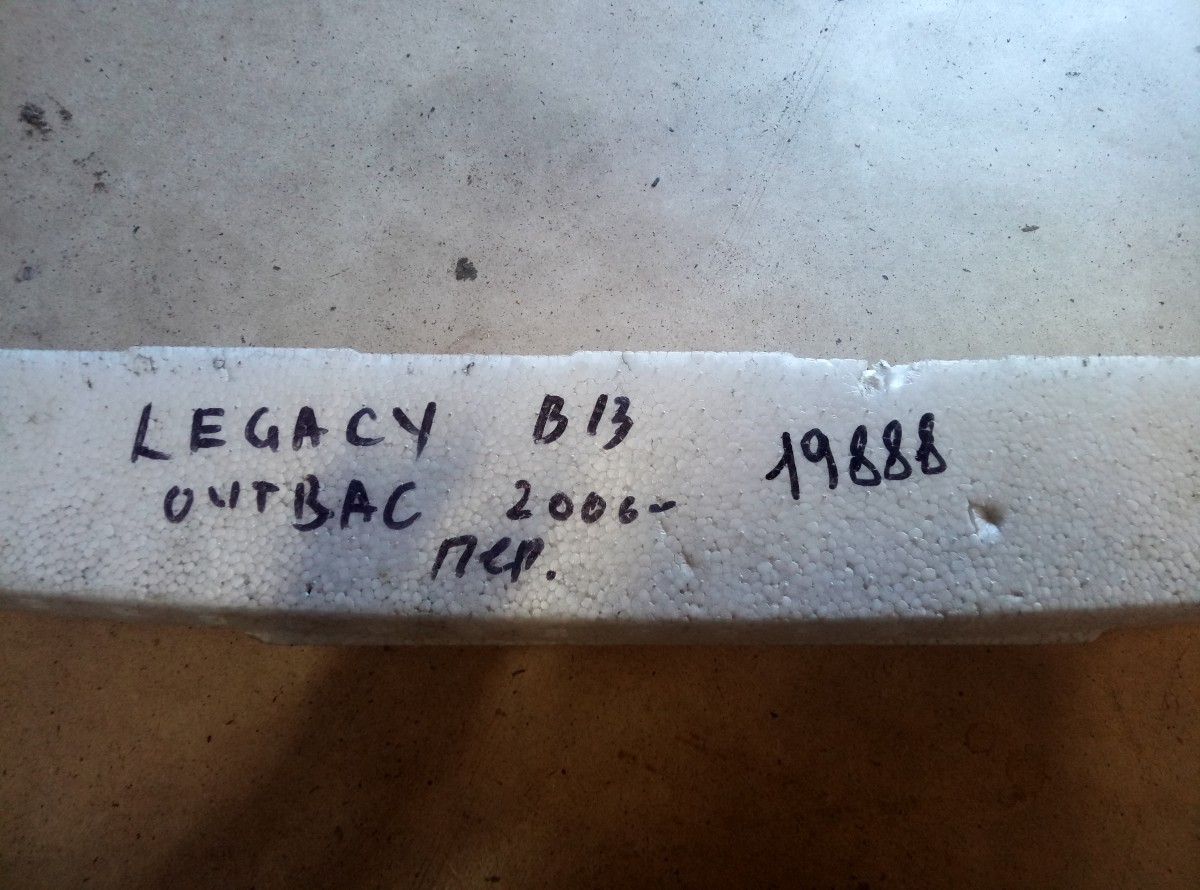 LEGACY B13
OUTBAC 2006-
пер.
19888